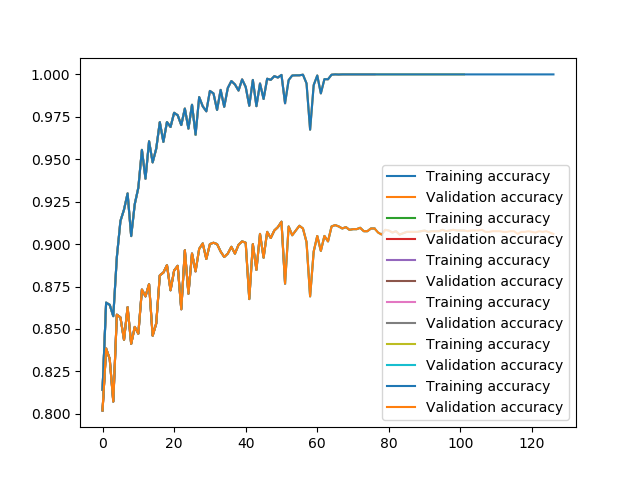 1.000
0.975
0.950
0.925
0.900
0.875
0.850
0.825
0.800
0
20
40
60
80
100
120
Training accuracy
Validation accuracy
Training accuracy
Validation accuracy
Training accuracy
Validation accuracy
Training accuracy
Validation accuracy
Training accuracy
Validation accuracy
Training accuracy
Validation accuracy